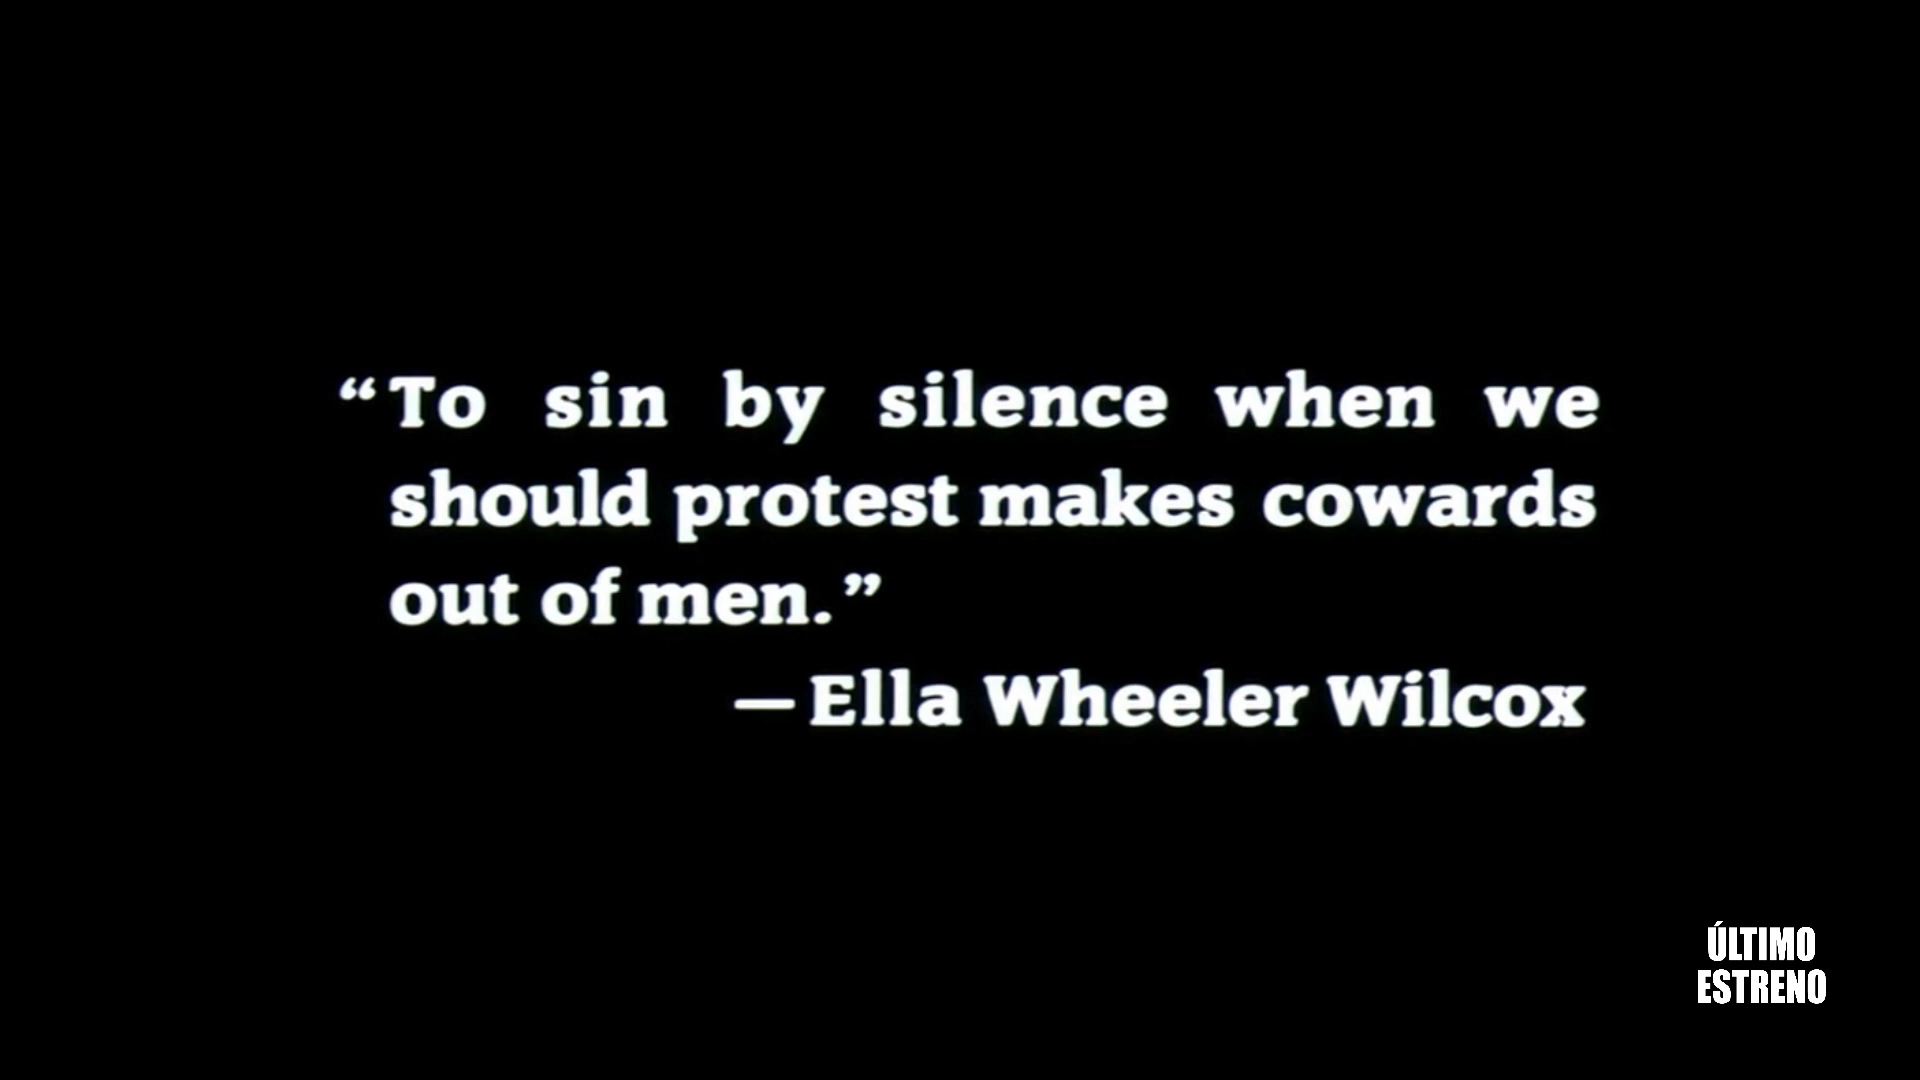 “To sin by silence when we
should protest makes cowards
out of men.”
—Ella Wheeler Wilcox
ÚLTIMO
ESTRENO